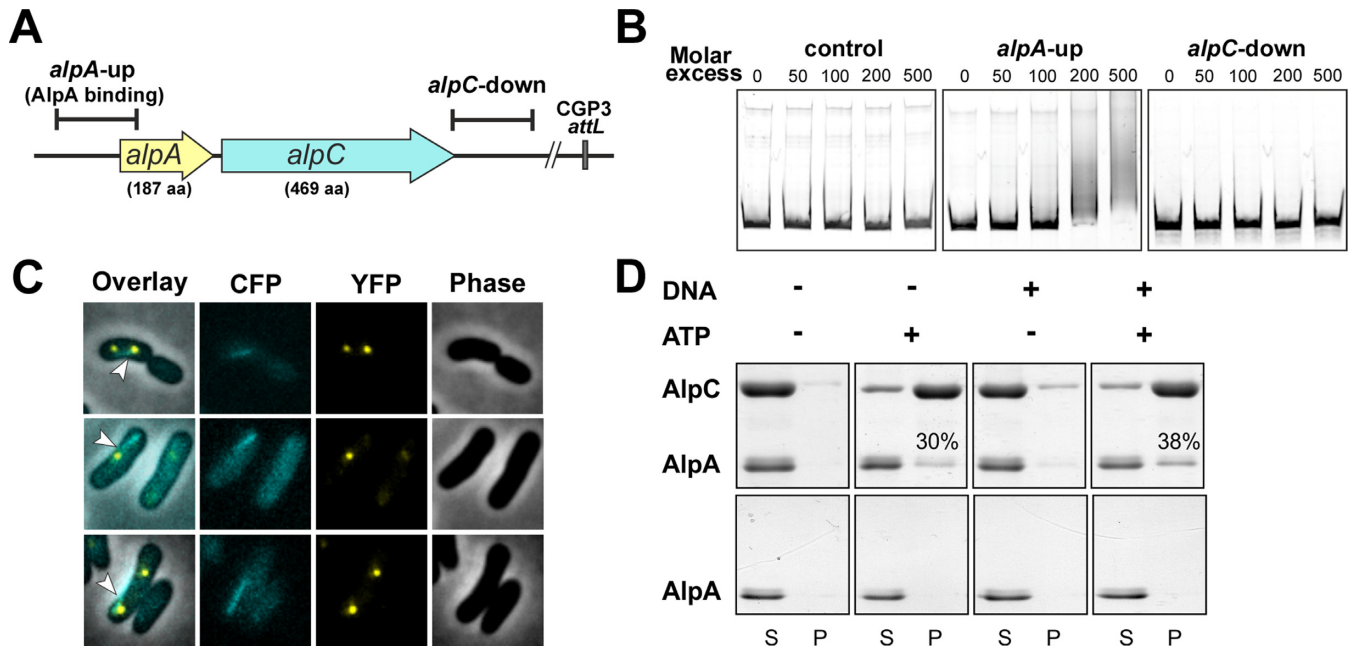 A
alpA-up
(AlpA binding)
alpC-down
CGP3
attL
alpA
alpC
(187 aa)
(469 aa)
B
Molar
excess
control
alpA-up
alpC-down
0 50 100 200 500
0 50 100 200 500
0 50 100 200 500
C
Overlay CFP YFP Phase
D
DNA - - + +
ATP - + - +
AlpC
30% 38%
AlpA
AlpA
S P S P S P S P